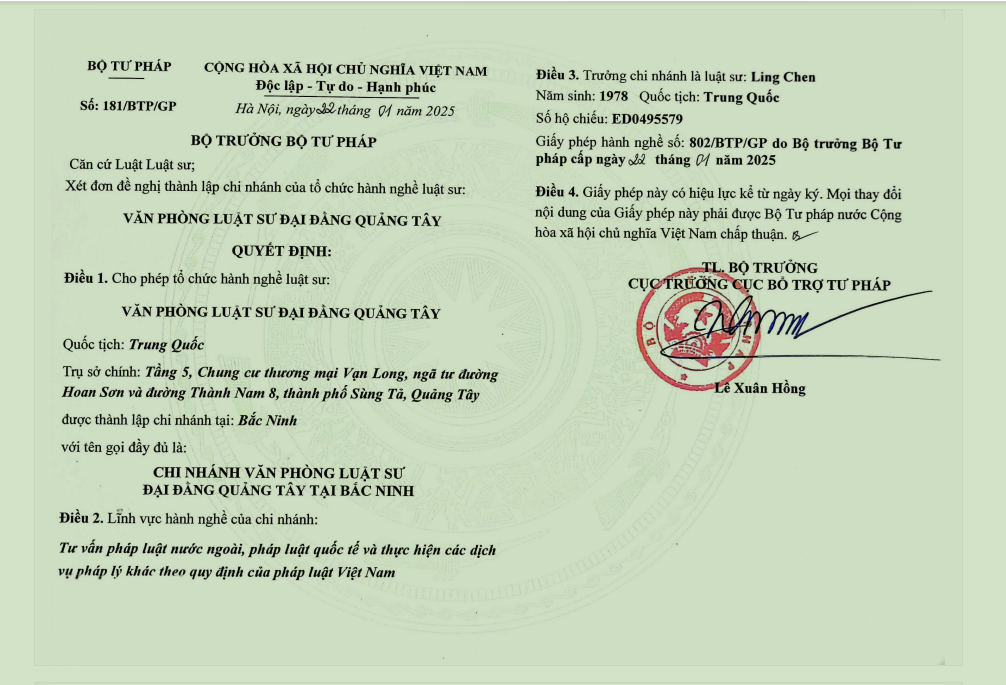 BỘ TƯ PHÁP
Số: 181/BTP/GP
CỘNG HÒA XÃ HỘI CHỦ NGHĨA VIỆT NAM
Độc lập - Tự do - Hạnh phúc
Hà Nội, ngày 22 tháng 01 năm 2025
BỘ TRƯỞNG BỘ TƯ PHÁP
Căn cứ Luật Luật sư;
Xét đơn đề nghị thành lập chi nhánh của tổ chức hành nghề luật sư:
VĂN PHÒNG LUẬT SƯ ĐẠI ĐẰNG QUẢNG TÂY
QUYẾT ĐỊNH:
Điều 1. Cho phép tổ chức hành nghề luật sư:
VĂN PHÒNG LUẬT SƯ ĐẠI ĐẰNG QUẢNG TÂY
Quốc tịch: Trung Quốc
Trụ sở chính: Tầng 5, Chung cư thương mại Vạn Long, ngã tư đường
Hoan Sơn và đường Thành Nam 8, thành phố Sùng Tả, Quảng Tây
được thành lập chi nhánh tại: Bắc Ninh
với tên gọi đầy đủ là:
CHI NHÁNH VĂN PHÒNG LUẬT SƯ
ĐẠI ĐẰNG QUẢNG TÂY TẠI BẮC NINH
Điều 2. Lĩnh vực hành nghề của chi nhánh:
Tư vấn pháp luật nước ngoài, pháp luật quốc tế và thực hiện các dịch
vụ pháp lý khác theo quy định của pháp luật Việt Nam
Điều 3. Trưởng chi nhánh là luật sư: Ling Chen
Năm sinh: 1978 Quốc tịch: Trung Quốc
Số hộ chiếu: ED0495579
Giấy phép hành nghề số: 802/BTP/GP do Bộ trưởng Bộ Tư
pháp cấp ngày 22 tháng 01 năm 2025
Điều 4. Giấy phép này có hiệu lực kể từ ngày ký. Mọi thay đổi
nội dung của Giấy phép này phải được Bộ Tư pháp nước Cộng
hòa xã hội chủ nghĩa Việt Nam chấp thuận.
TL. BỘ TRƯỞNG
CỤC TRƯỞNG CỤC BỔ TRỢ TƯ PHÁP
Lê Xuân Hồng